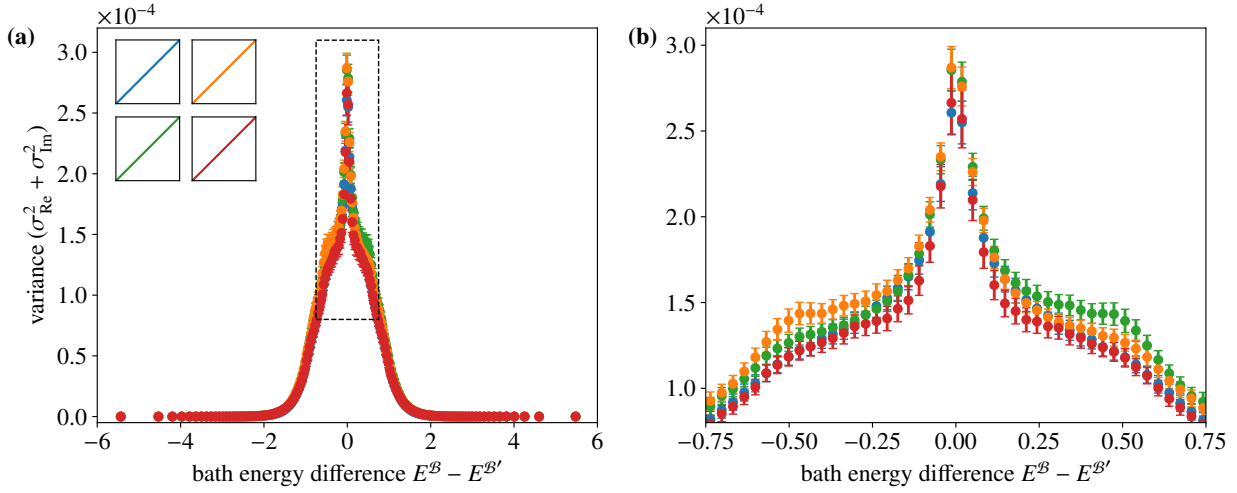 ×10⁻⁴
(a)
3.0
2.5
2.0
1.5
1.0
0.5
0.0
variance (σ²_Re + σ²_Im)
−6 −4 −2 0 2 4 6
bath energy difference E^ℬ − E^ℬ′
×10⁻⁴
(b)
3.0
2.5
2.0
1.5
1.0
−0.75 −0.50 −0.25 0.00 0.25 0.50 0.75
bath energy difference E^ℬ − E^ℬ′